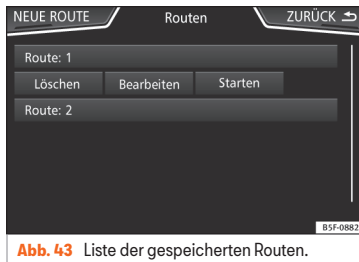 NEUE ROUTE Routen ZURÜCK
Route: 1
Löschen Bearbeiten Starten
Route: 2
B5F-0882
Abb. 43 Liste der gespeicherten Routen.